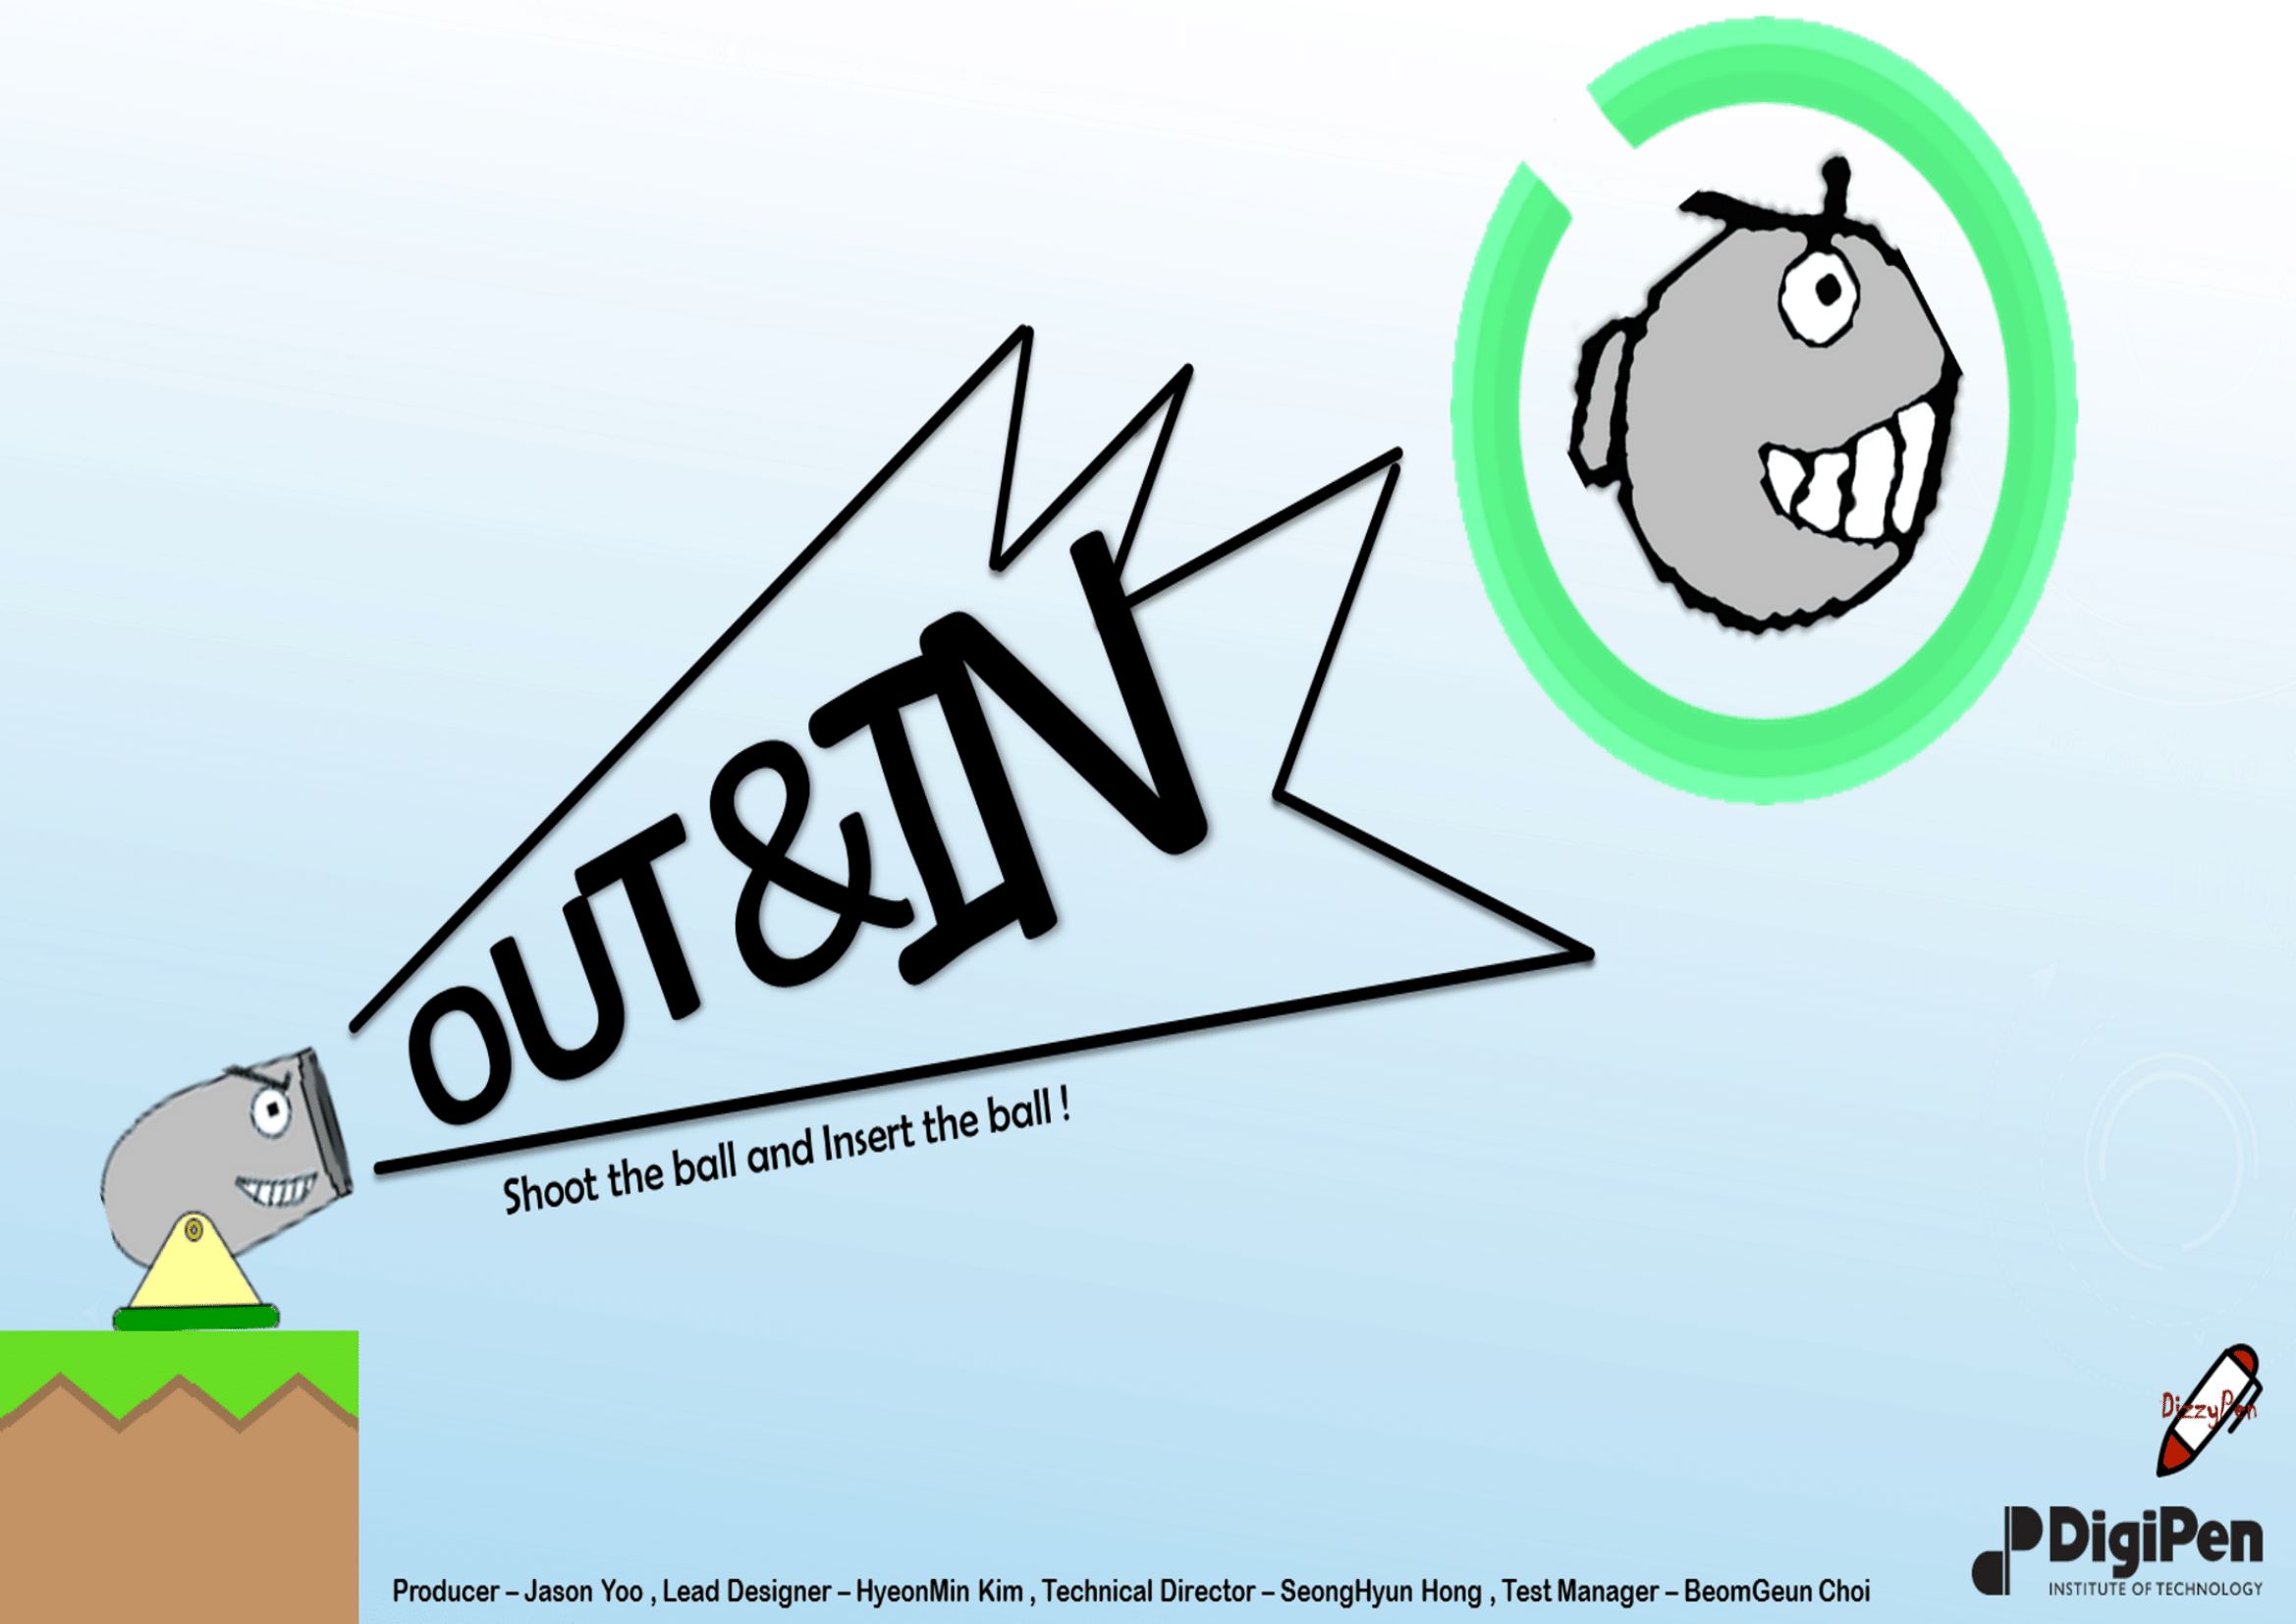 OUT&IN
Shoot the ball and Insert the ball !
DizzyPen
DigiPen
INSTITUTE OF TECHNOLOGY
Producer – Jason Yoo , Lead Designer – HyeonMin Kim , Technical Director – SeongHyun Hong , Test Manager – BeomGeun Choi